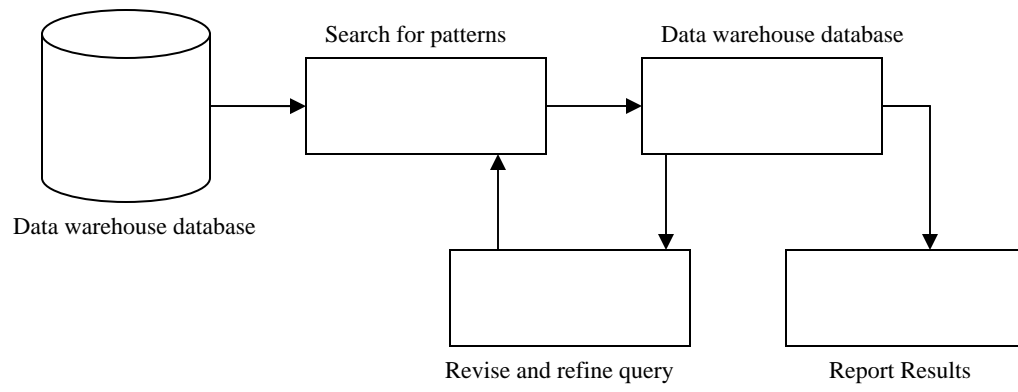 Search for patterns
Data warehouse database
Data warehouse database
Revise and refine query
Report Results